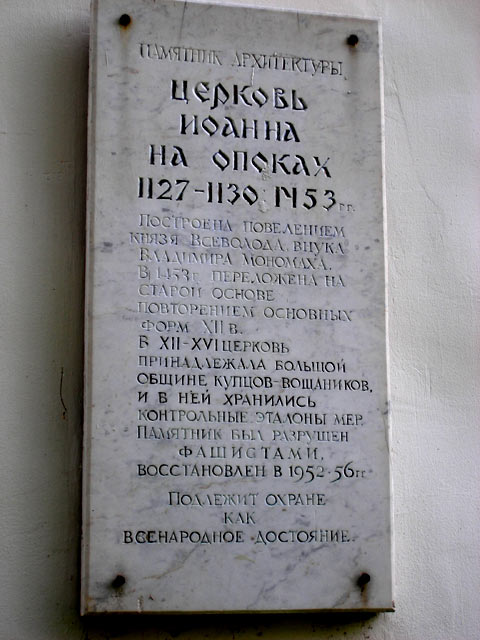 ПАМЯТНИК АРХИТЕКТУРЫ
ЦЕРКОВЬ
ИОАННА
НА ОПОКАХ
1127-1130; 1453 г.г.
ПОСТРОЕНА ПОВЕЛЕНИЕМ
КНЯЗЯ ВСЕВОЛОДА, ВНУКА
ВЛАДИМИРА МОНОМАХА.
В 1453 г. ПЕРЕЛОЖЕНА НА
СТАРОЙ ОСНОВЕ
ПОВТОРЕНИЕМ ОСНОВНЫХ
ФОРМ XII В.
В XII-XVI ЦЕРКОВЬ
ПРИНАДЛЕЖАЛА БОЛЬШОЙ
ОБЩИНЕ КУПЦОВ-ВОЩАНИКОВ,
И В НЕЙ ХРАНИЛИСЬ
КОНТРОЛЬНЫЕ ЭТАЛОНЫ МЕР.
ПАМЯТНИК БЫЛ РАЗРУШЕН
ФАШИСТАМИ,
ВОССТАНОВЛЕН В 1952-56 гг.
ПОДЛЕЖИТ ОХРАНЕ
КАК
ВСЕНАРОДНОЕ ДОСТОЯНИЕ.